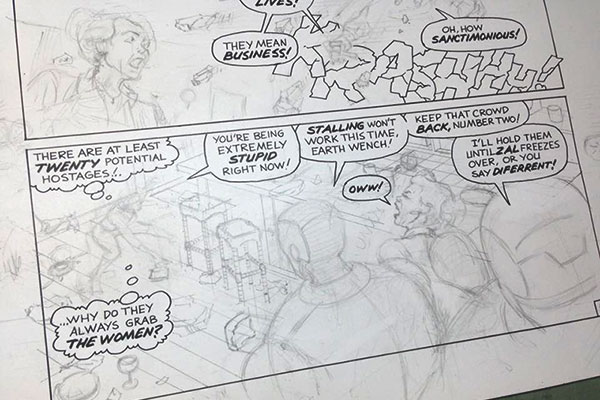 LIVES!
THEY MEAN
BUSINESS!
OH, HOW
SANCTIMONIOUS!
THERE ARE AT LEAST
TWENTY POTENTIAL
HOSTAGES...
YOU'RE BEING
EXTREMELY
STUPID
RIGHT NOW!
STALLING WON'T
WORK THIS TIME,
EARTH WENCH!
OWW!
KEEP THAT CROWD
BACK, NUMBER TWO!
I'LL HOLD THEM
UNTIL ZAL FREEZES
OVER, OR YOU
SAY DIFERRENT!
...WHY DO THEY
ALWAYS GRAB
THE WOMEN?